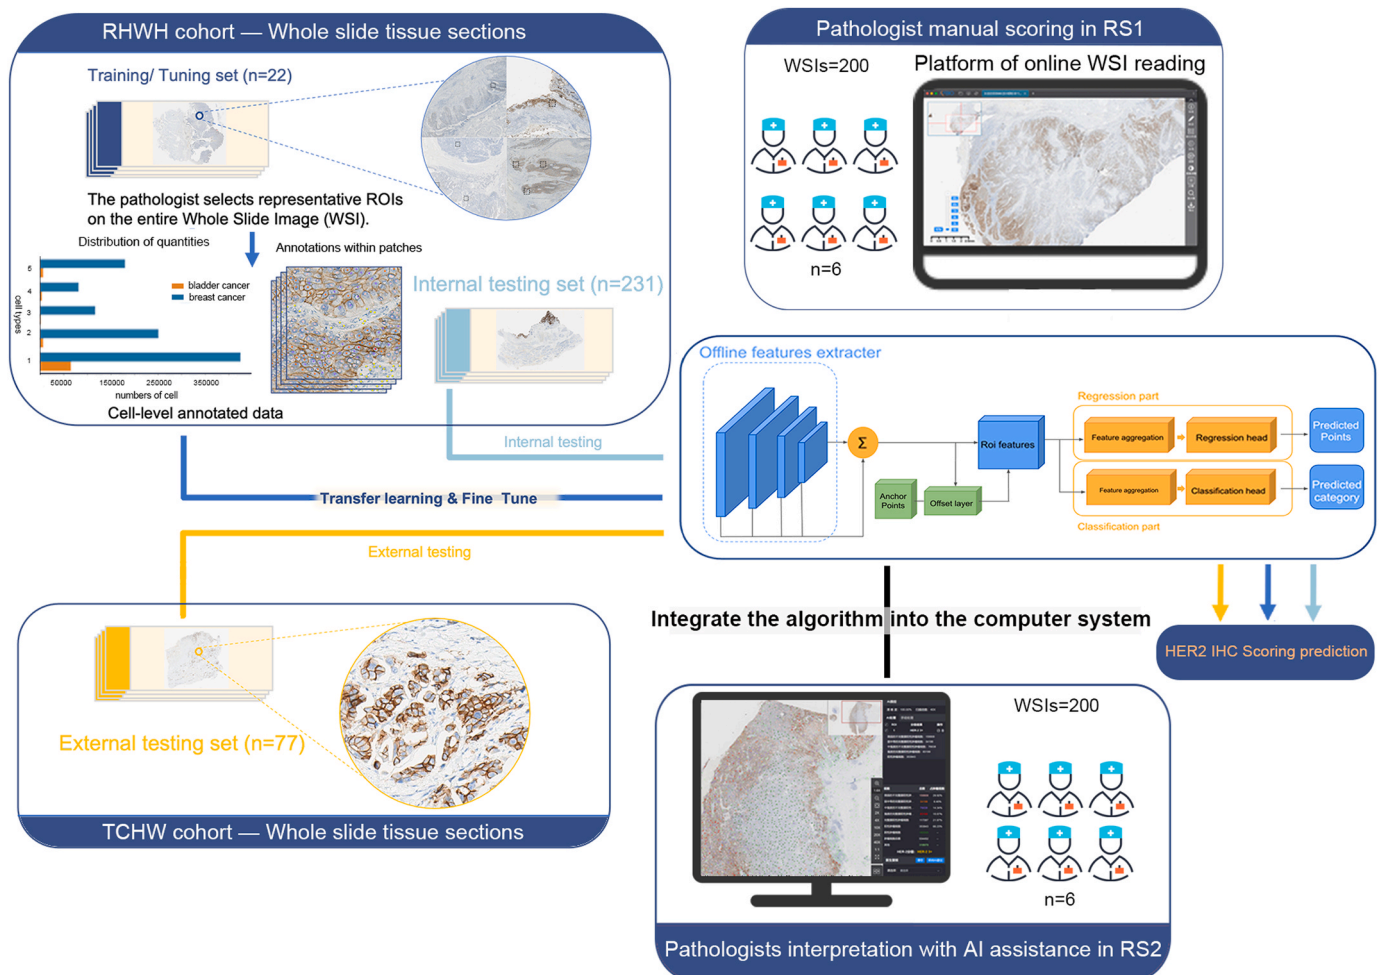 RHWH cohort — Whole slide tissue sections
Training/ Tuning set (n=22)
The pathologist selects representative ROIs
on the entire Whole Slide Image (WSI).
Distribution of quantities
Annotations within patches
bladder cancer
breast cancer
cell types
5
4
3
2
1
50000
150000
250000
350000
numbers of cell
Cell-level annotated data
Internal testing set (n=231)
Pathologist manual scoring in RS1
WSIs=200
Platform of online WSI reading
n=6
Offline features extracter
Σ
Roi features
Anchor
Points
Offset layer
Regression part
Feature aggregation
Regression head
Predicted
Points
Feature aggregation
Classification head
Predicted
category
Classification part
Internal testing
Transfer learning & Fine Tune
External testing
Integrate the algorithm into the computer system
HER2 IHC Scoring prediction
External testing set (n=77)
TCHW cohort — Whole slide tissue sections
WSIs=200
n=6
Pathologists interpretation with AI assistance in RS2